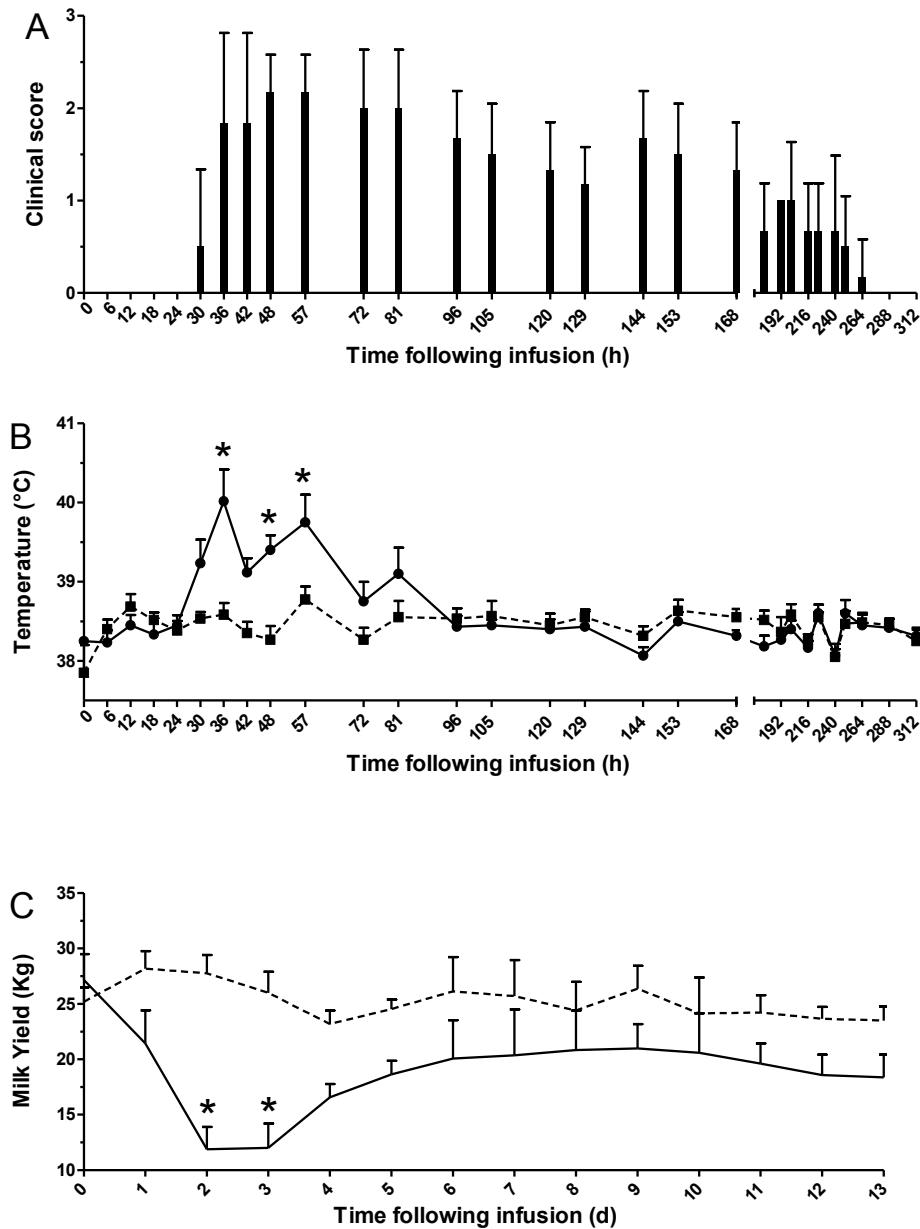 A
Clinical score
3
2
1
0
0 6 12 18 24 30 36 42 48 57 72 81 96 105 120 129 144 153 168 192 216 240 264 288 312
Time following infusion (h)
B
Temperature (°C)
41
40
39
38
* * *
0 6 12 18 24 30 36 42 48 57 72 81 96 105 120 129 144 153 168 192 216 240 264 288 312
Time following infusion (h)
C
Milk Yield (Kg)
35
30
25
20
15
10
* *
0 1 2 3 4 5 6 7 8 9 10 11 12 13
Time following infusion (d)